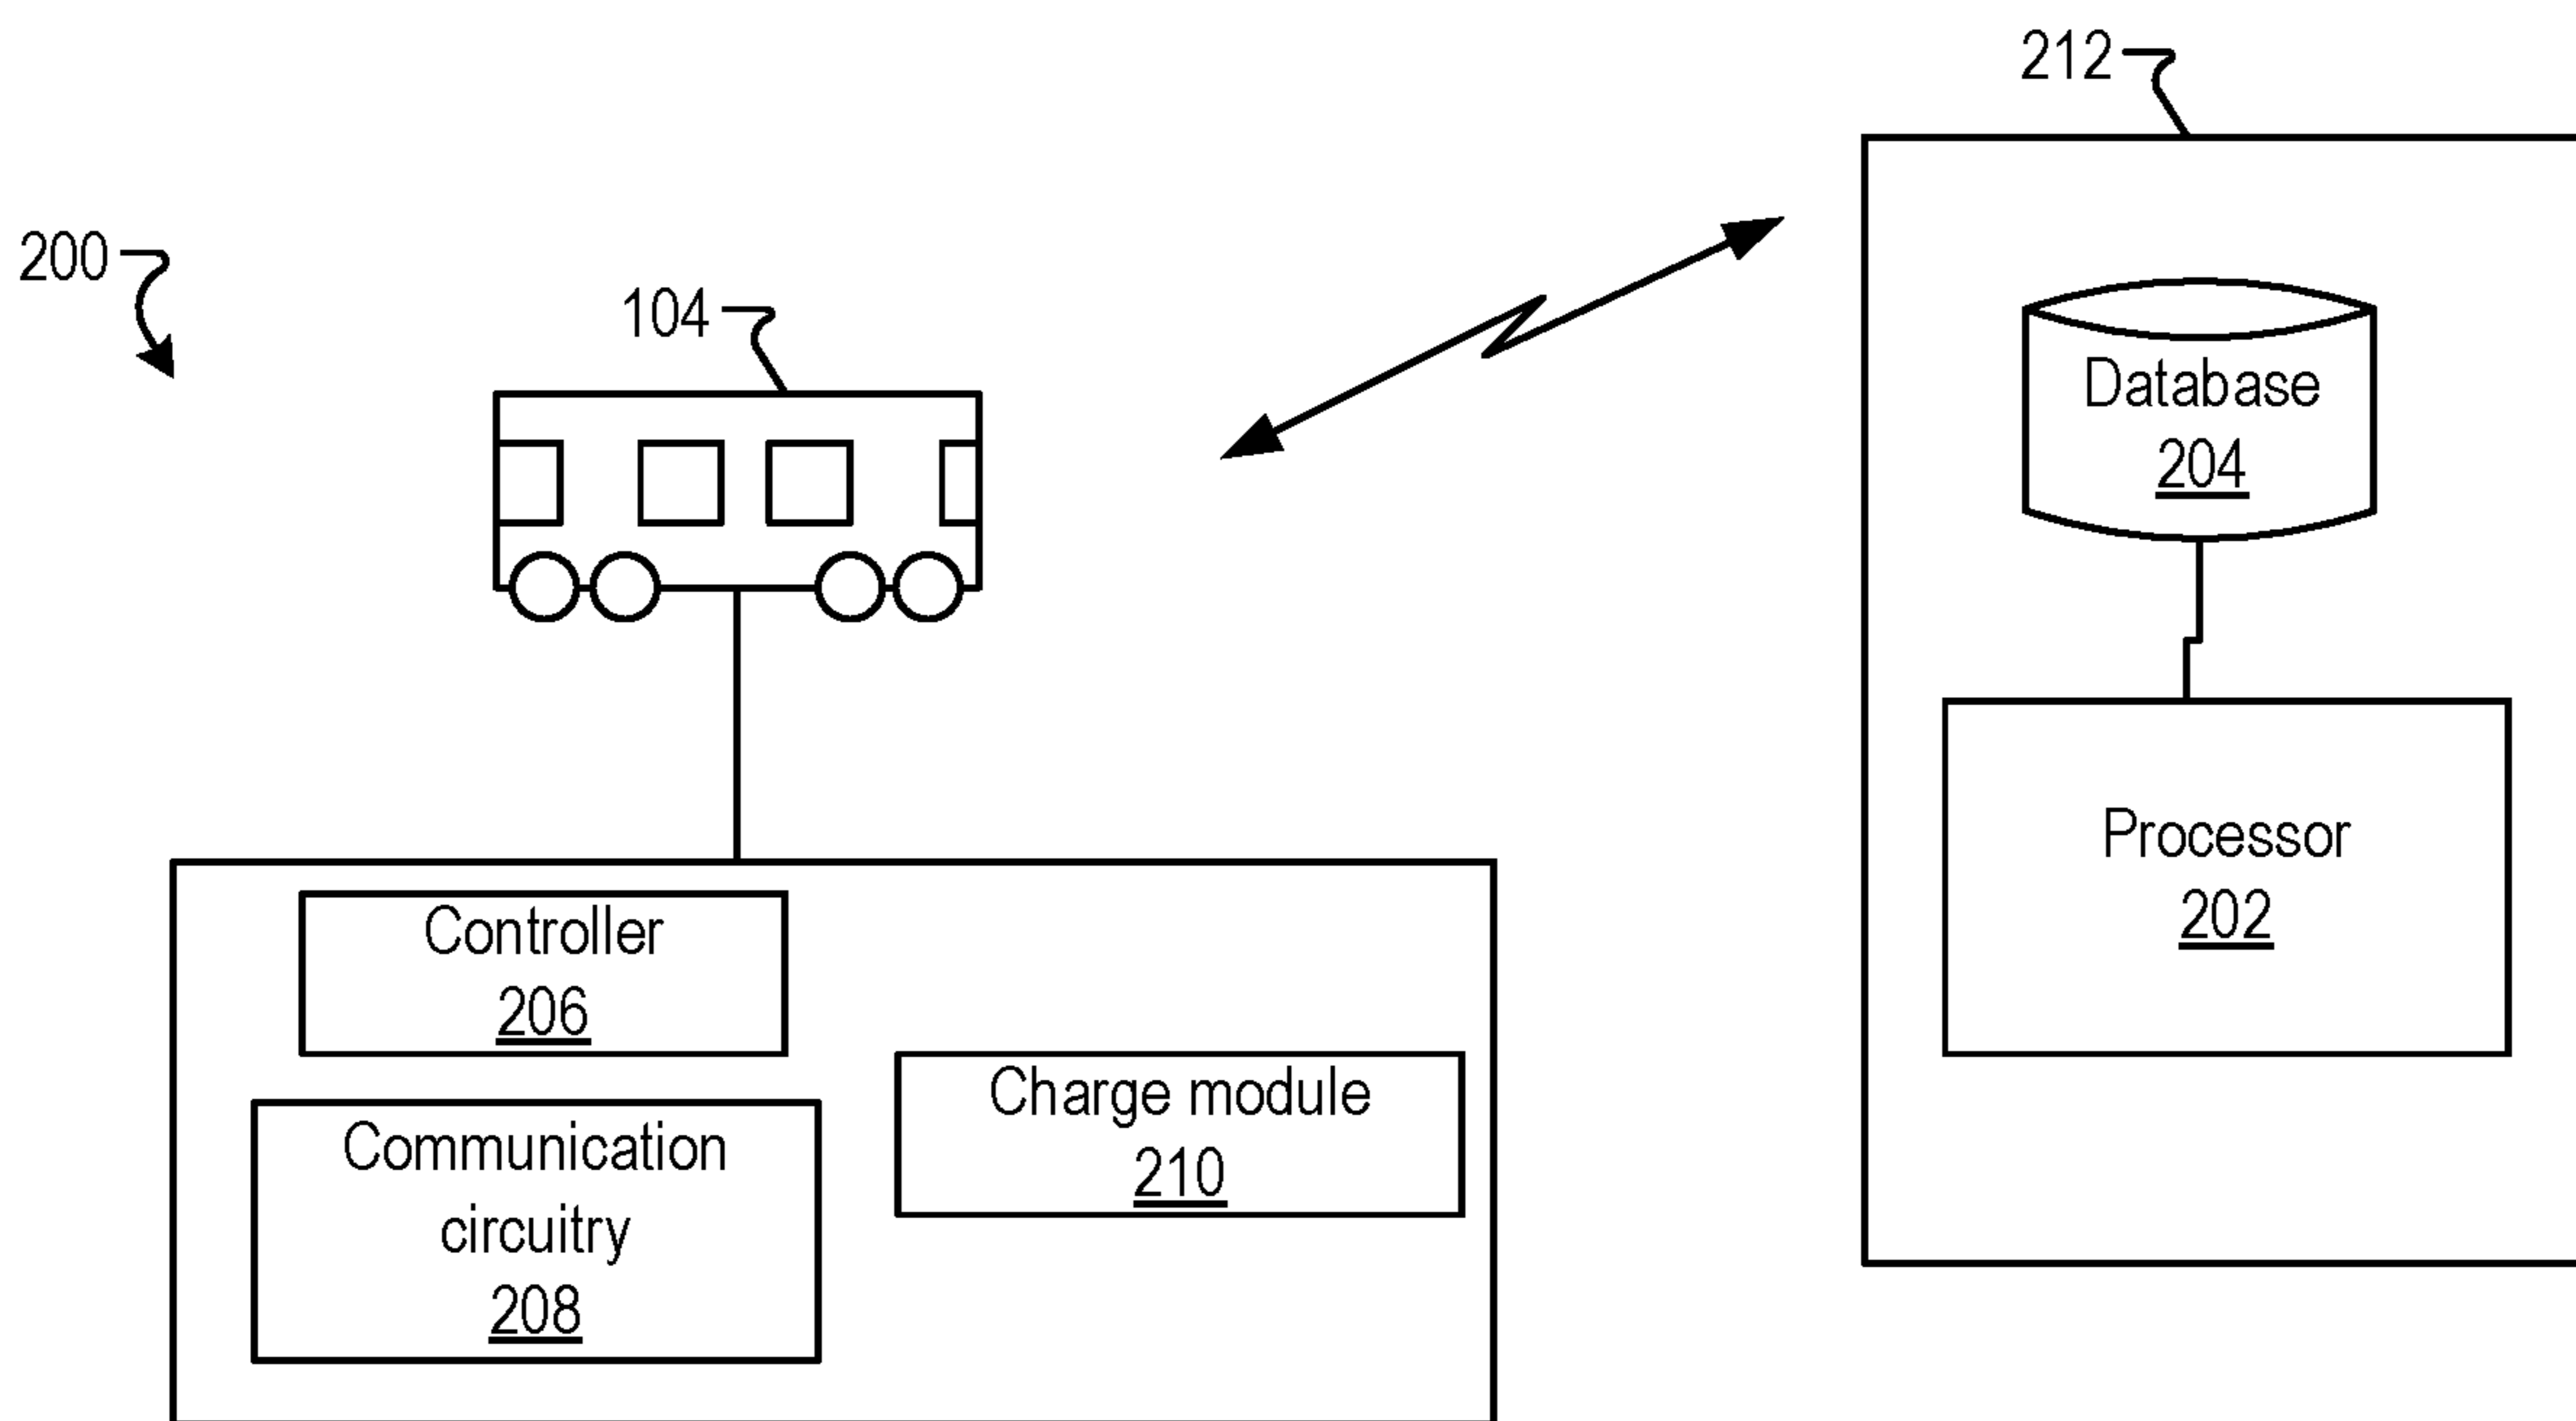 212
200
104
Database
204
Processor
202
Controller
206
Communication
circuitry
208
Charge module
210